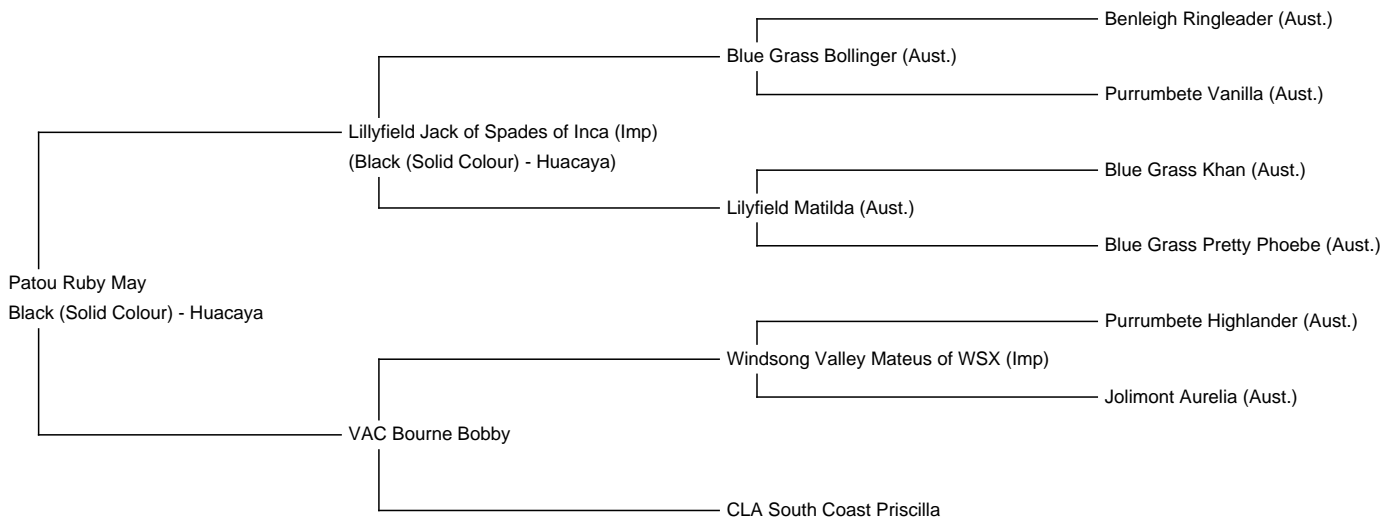 Benleigh Ringleader (Aust.)
Blue Grass Bollinger (Aust.)
Purrumbete Vanilla (Aust.)
Lillyfield Jack of Spades of Inca (Imp)
(Black (Solid Colour) - Huacaya)
Blue Grass Khan (Aust.)
Lilyfield Matilda (Aust.)
Blue Grass Pretty Phoebe (Aust.)
Patou Ruby May
Black (Solid Colour) - Huacaya
Purrumbete Highlander (Aust.)
Windsong Valley Mateus of WSX (Imp)
Jolimont Aurelia (Aust.)
VAC Bourne Bobby
CLA South Coast Priscilla